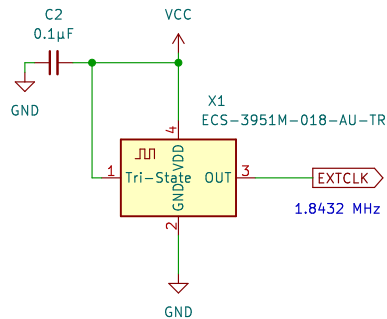 C2
0.1µF
VCC
GND
X1
ECS-3951M-018-AU-TR
4
VDD
1
Tri-State
OUT
3
EXTCLK
GND
2
1.8432 MHz
GND